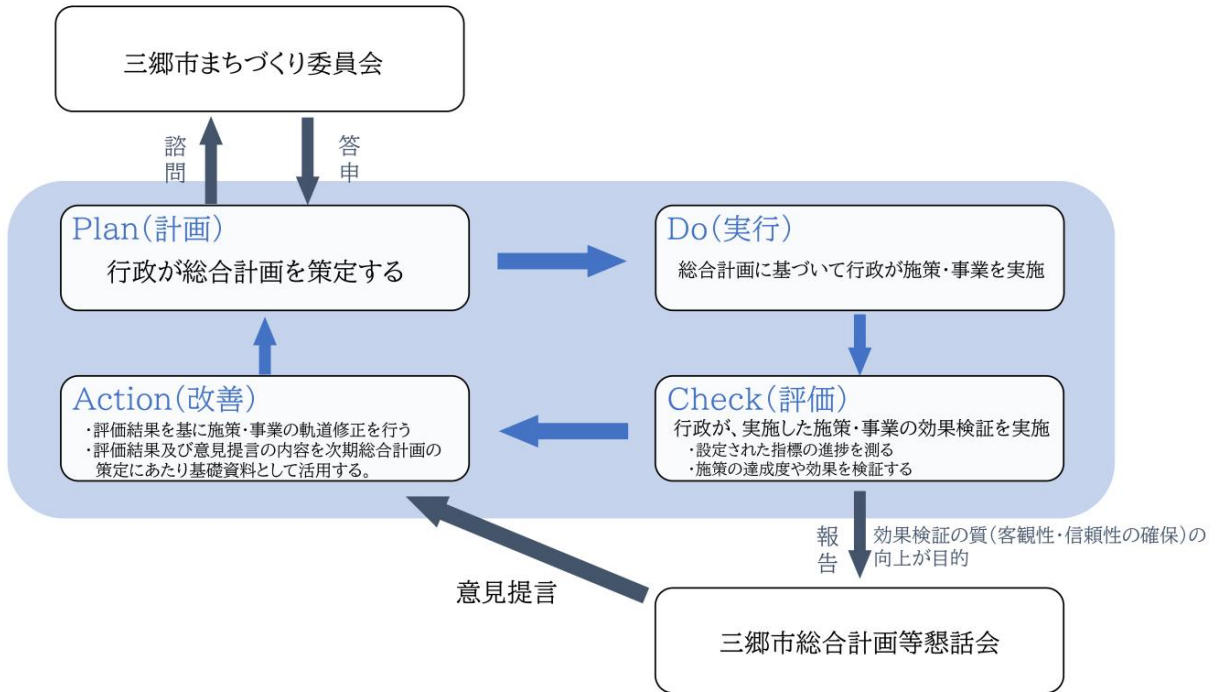 三郷市まちづくり委員会
諮問
答申
Plan(計画)
行政が総合計画を策定する
Do(実行)
総合計画に基づいて行政が施策・事業を実施
Action(改善)
・評価結果を基に施策・事業の軌道修正を行う
・評価結果及び意見提言の内容を次期総合計画の
策定にあたり基礎資料として活用する。
Check(評価)
行政が、実施した施策・事業の効果検証を実施
・設定された指標の進捗を測る
・施策の達成度や効果を検証する
報告
効果検証の質(客観性・信頼性の確保)の
向上が目的
意見提言
三郷市総合計画等懇話会